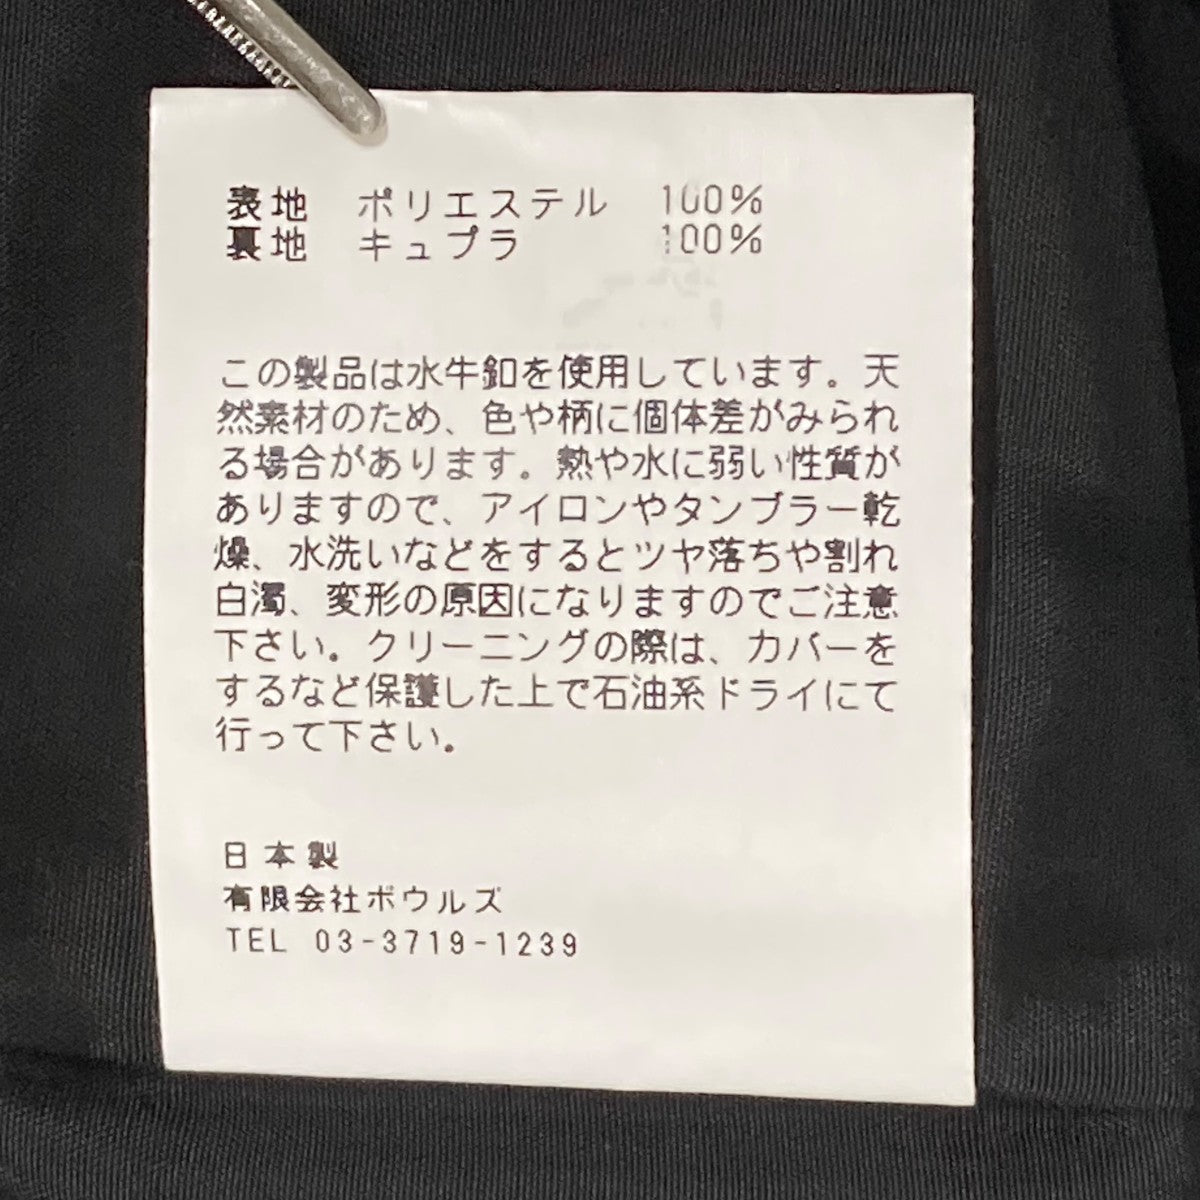 表地 ポリエステル 100%
裏地 キュプラ 100%
この製品は水牛釦を使用しています。天
然素材のため、色や柄に個体差がみられ
る場合があります。熱や水に弱い性質が
ありますので、アイロンやタンブラー乾
燥、水洗いなどをするとツヤ落ちや割れ
白濁、変形の原因になりますのでご注意
下さい。クリーニングの際は、カバーを
するなど保護した上で石油系ドライにて
行って下さい。
日本製
有限会社ボウルズ
TEL 03-3719-1239